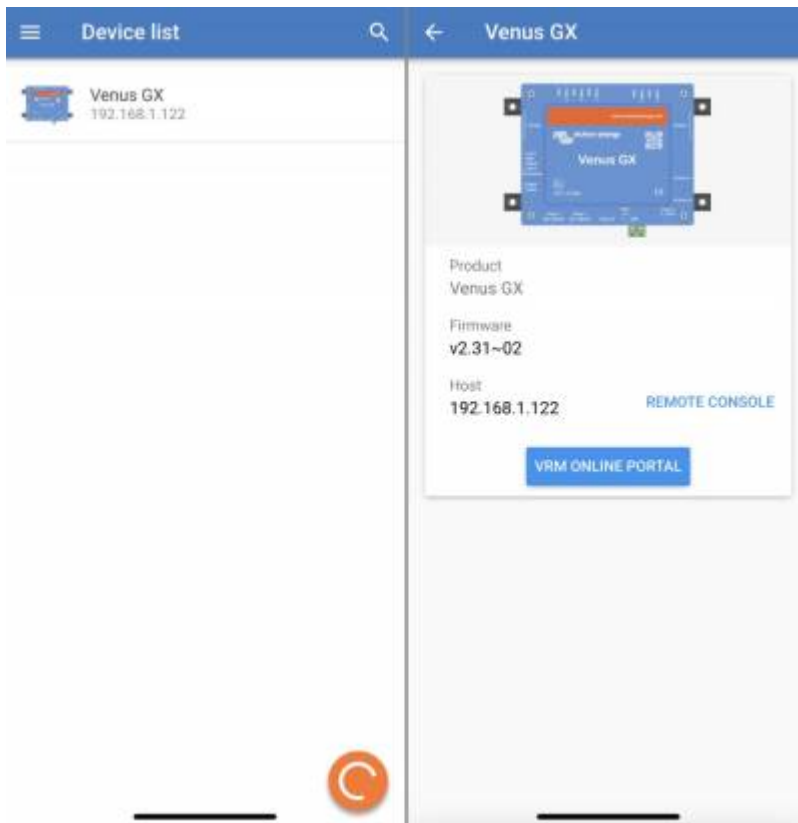 Device list
Venus GX
192.168.1.122
Venus GX
Venus GX
Product
Venus GX
Firmware
v2.31~02
Host
192.168.1.122
REMOTE CONSOLE
VRM ONLINE PORTAL